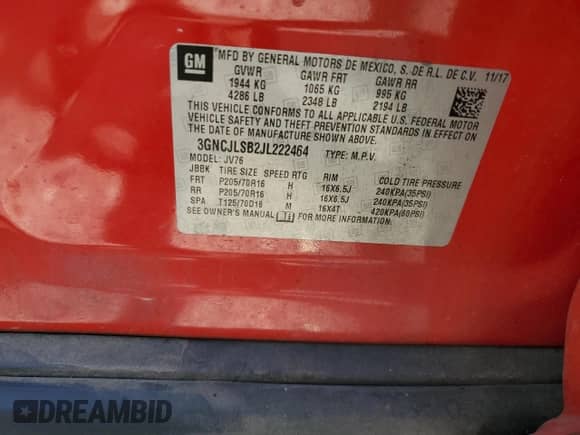 GM MFD BY GENERAL MOTORS DE MEXICO, S. DE R.L. DE C.V. 11/17
GVWR GAWR FRT GAWR RR
1944 KG 1065 KG 995 KG
4286 LB 2348 LB 2194 LB
THIS VEHICLE CONFORMS TO ALL APPLICABLE U.S. FEDERAL MOTOR
VEHICLE SAFETY AND THEFT PREVENTION STANDARDS IN EFFECT ON
THE DATE OF MANUFACTURE SHOWN ABOVE.
3GNCJLSB2JL222464 TYPE: M.P.V.
MODEL: JV76
JBBK TIRE SIZE SPEED RTG RIM COLD TIRE PRESSURE
FRT P205/70R16 H 16X6.5J 240KPA(35PSI)
RR P205/70R16 H 16X6.5J 240KPA(35PSI)
SPA T125/70D16 M 16X4T 420KPA(60PSI)
SEE OWNER'S MANUAL FOR MORE INFORMATION.
DREAMBID